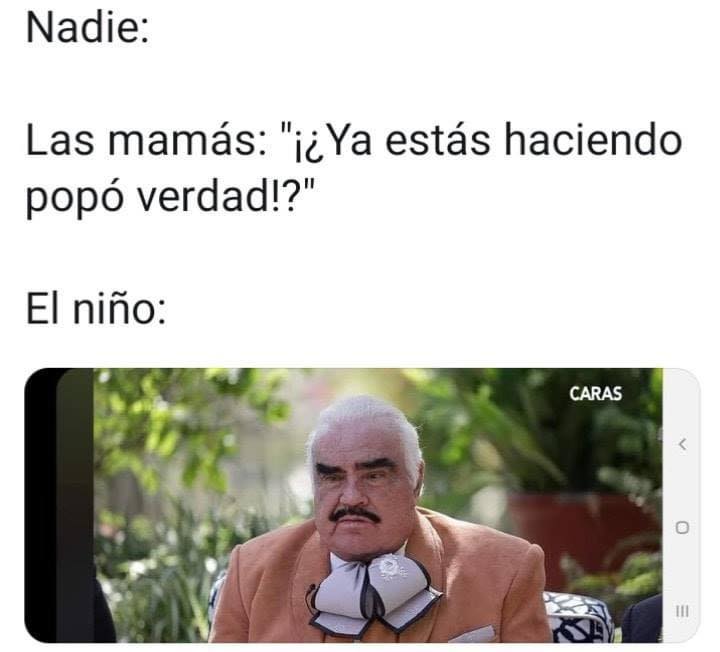 Nadie:
Las mamás: "¡¿Ya estás haciendo
popó verdad!?"
El niño:
CARAS